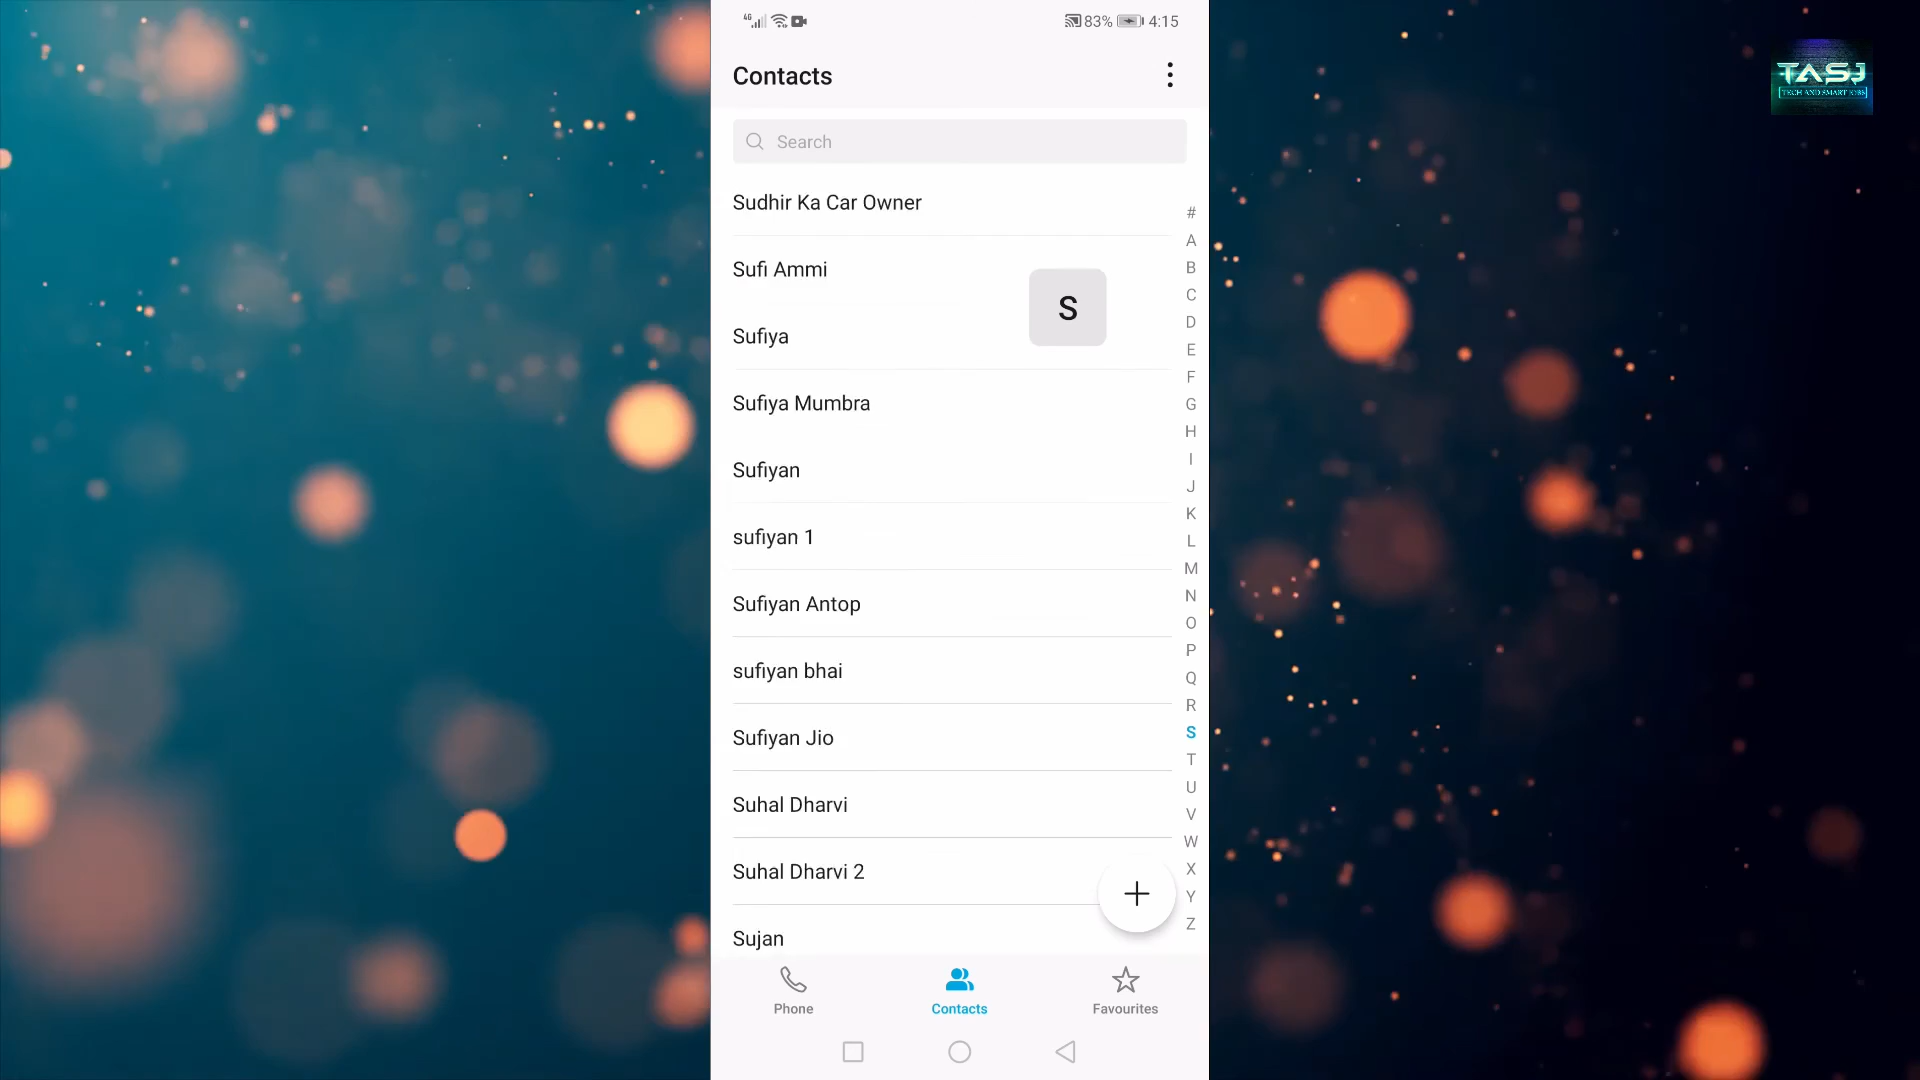 4G 83% 4:15
Contacts
Search
Sudhir Ka Car Owner
Sufi Ammi
S
Sufiya
Sufiya Mumbra
Sufiyan
sufiyan 1
Sufiyan Antop
sufiyan bhai
Sufiyan Jio
Suhal Dharvi
Suhal Dharvi 2
Sujan
#
A
B
C
D
E
F
G
H
I
J
K
L
M
N
O
P
Q
R
S
T
U
V
W
X
Y
Z
Phone Contacts Favourites
TASJ
TECH AND SMART JOBS